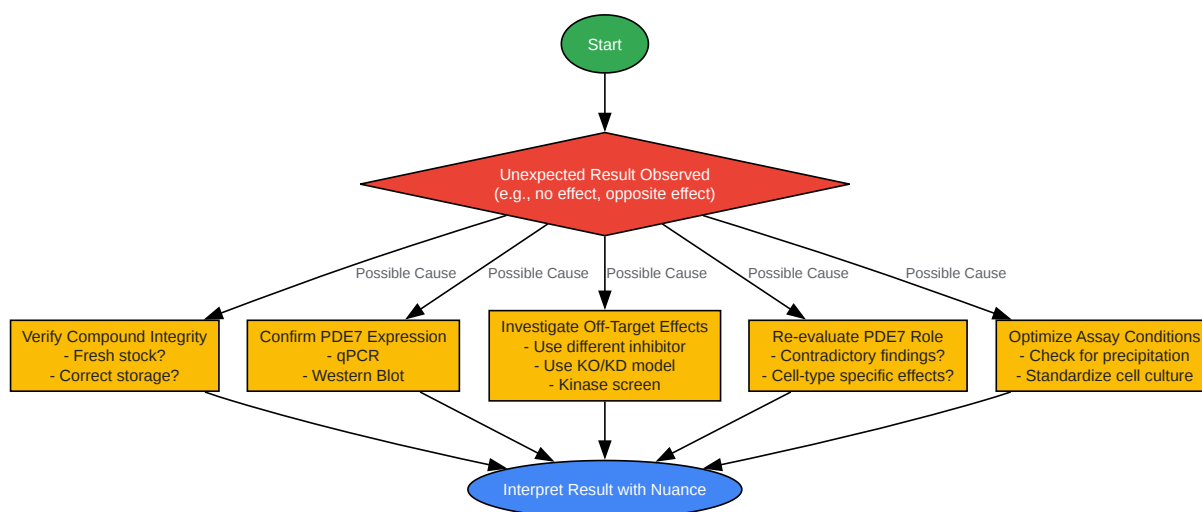 Start
Unexpected Result Observed
(e.g., no effect, opposite effect)
Possible Cause
Possible Cause
Possible Cause
Possible Cause
Possible Cause
Verify Compound Integrity
- Fresh stock?
- Correct storage?
Confirm PDE7 Expression
- qPCR
- Western Blot
Investigate Off-Target Effects
- Use different inhibitor
- Use KO/KD model
- Kinase screen
Re-evaluate PDE7 Role
- Contradictory findings?
- Cell-type specific effects?
Optimize Assay Conditions
- Check for precipitation
- Standardize cell culture
Interpret Result with Nuance